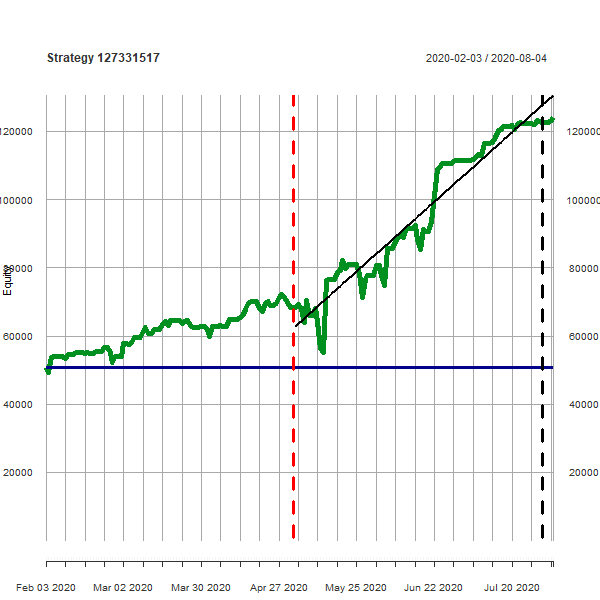 Strategy 127331517
2020-02-03 / 2020-08-04
120000
120000
100000
100000
80000
80000
Equity
60000
60000
40000
40000
20000
20000
Feb 03 2020
Mar 02 2020
Mar 30 2020
Apr 27 2020
May 25 2020
Jun 22 2020
Jul 20 2020